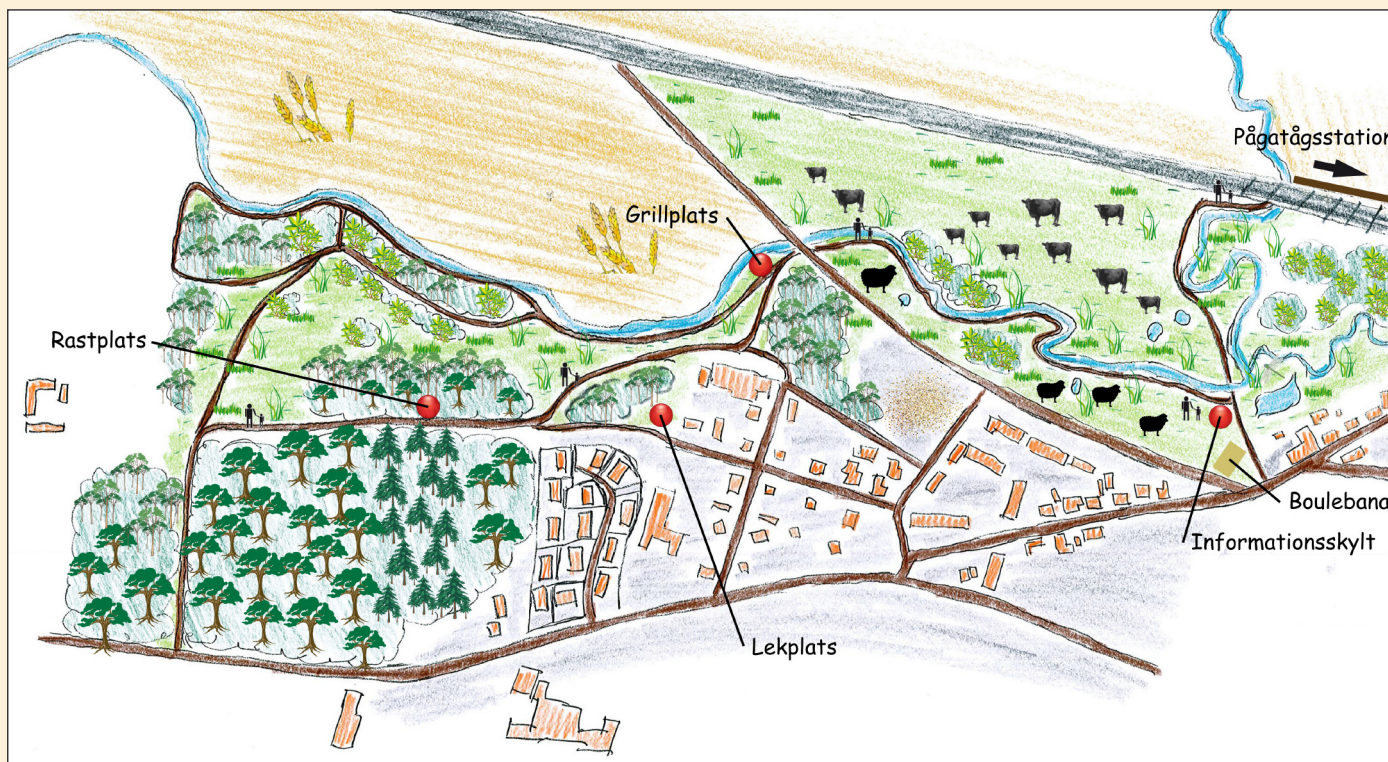 Pågatågsstation
Grillplats
Rastplats
Boulebana
Informationsskylt
Lekplats